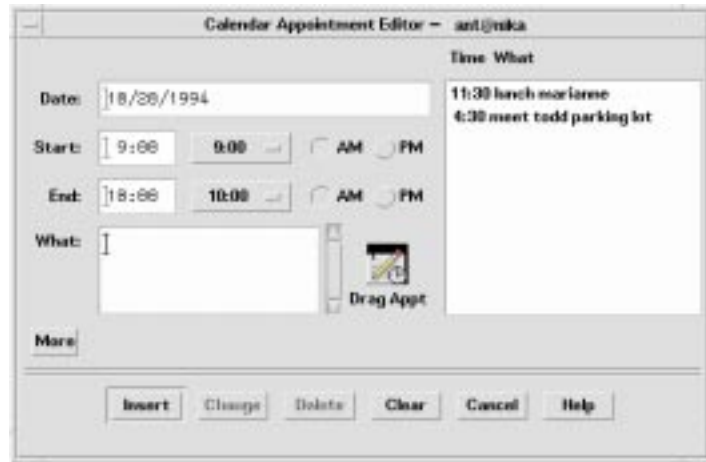 Calendar Appointment Editor – ant@nika
Time What
Date: 10/20/1994
11:30 lunch marianne
4:30 meet todd parking lot
Start: 9:00 9:00 AM PM
End: 10:00 10:00 AM PM
What:
Drag Appt
More
Insert Change Delete Clear Cancel Help